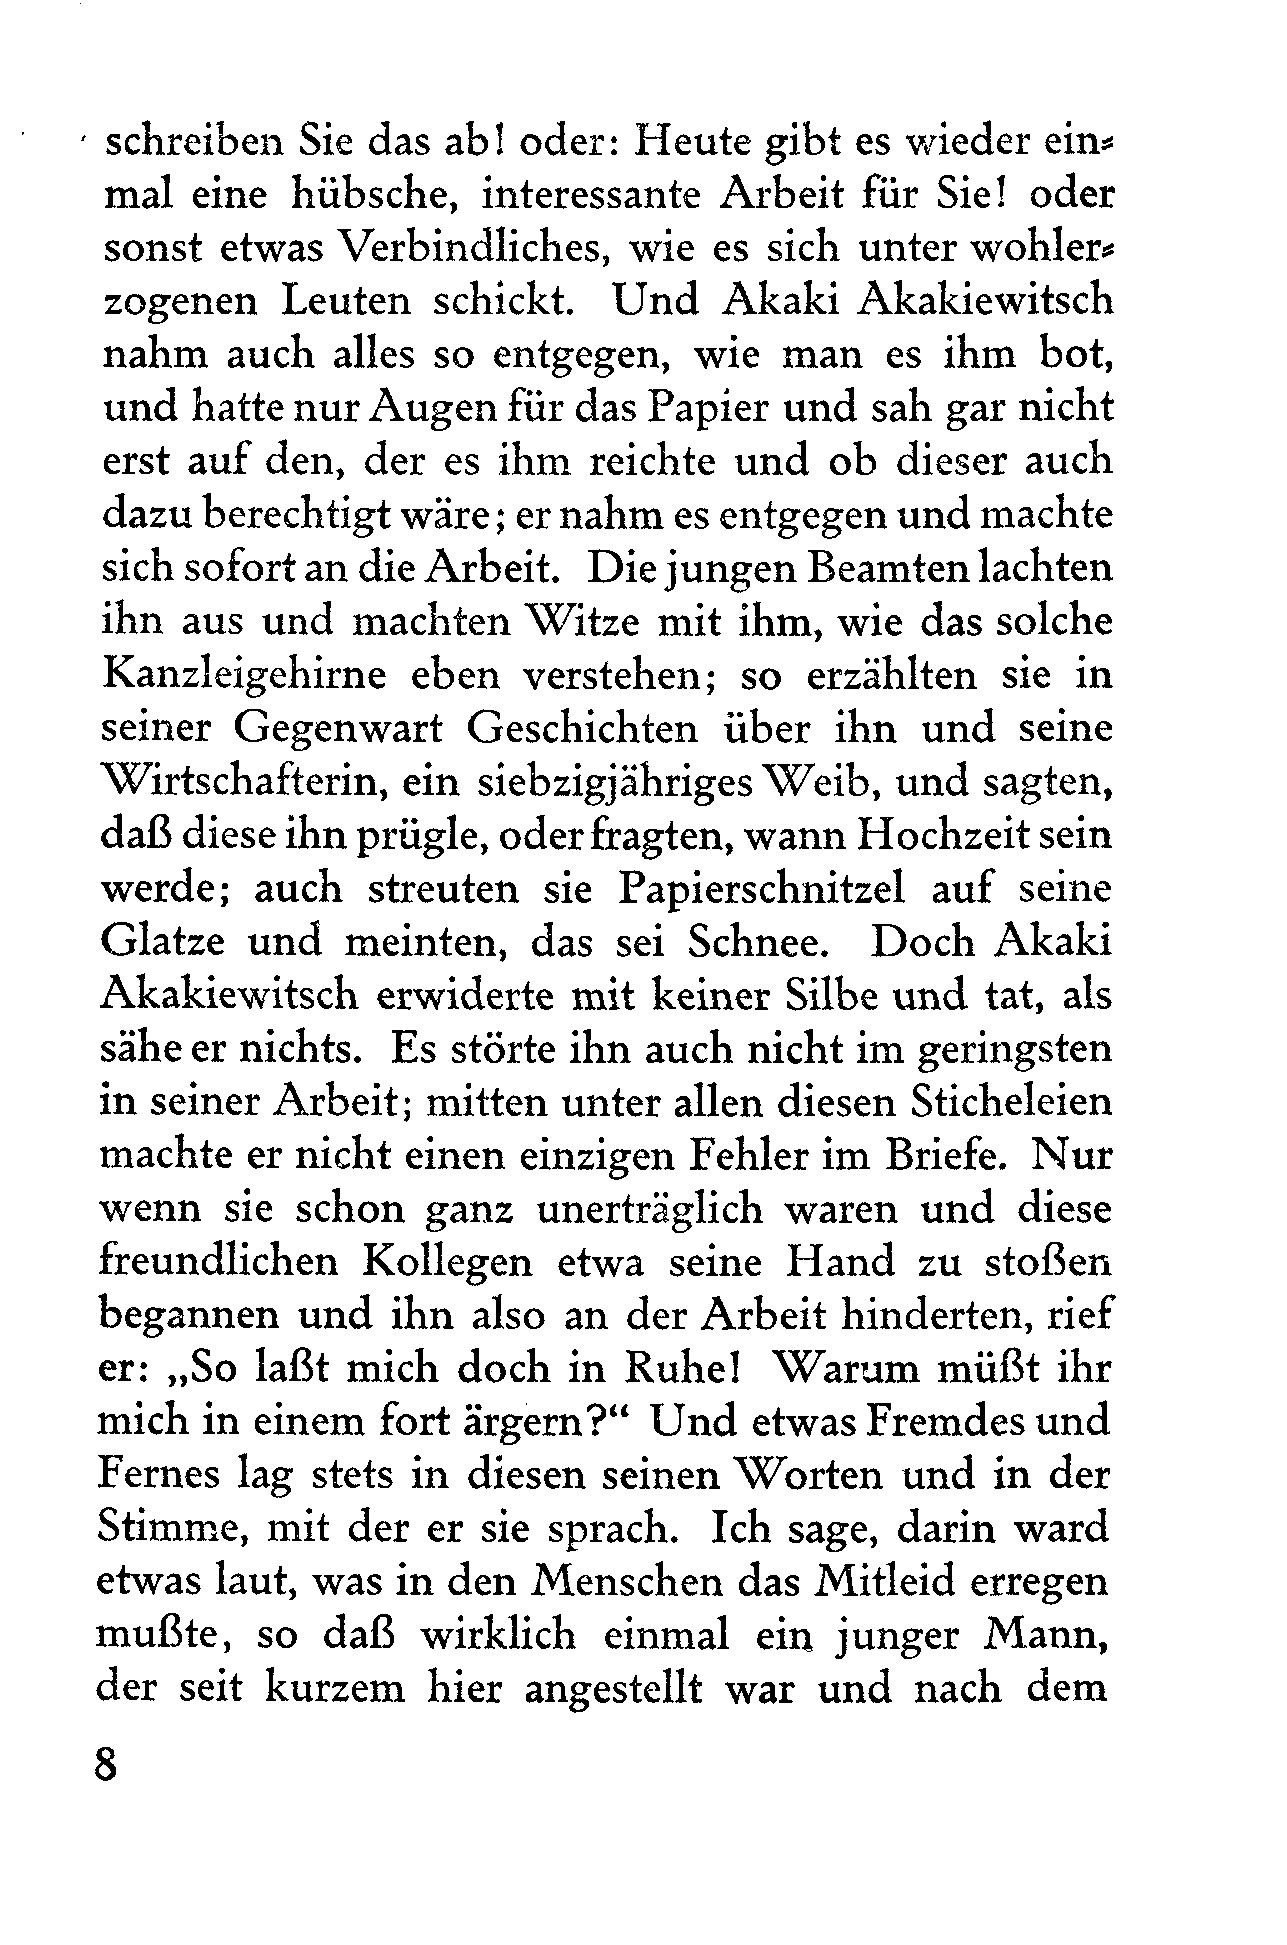 schreiben Sie das ab! oder: Heute gibt es wieder ein⸗
mal eine hübsche, interessante Arbeit für Sie! oder
sonst etwas Verbindliches, wie es sich unter wohler⸗
zogenen Leuten schickt. Und Akaki Akakiewitsch
nahm auch alles so entgegen, wie man es ihm bot,
und hatte nur Augen für das Papier und sah gar nicht
erst auf den, der es ihm reichte und ob dieser auch
dazu berechtigt wäre; er nahm es entgegen und machte
sich sofort an die Arbeit. Die jungen Beamten lachten
ihn aus und machten Witze mit ihm, wie das solche
Kanzleigehirne eben verstehen; so erzählten sie in
seiner Gegenwart Geschichten über ihn und seine
Wirtschafterin, ein siebzigjähriges Weib, und sagten,
daß diese ihn prügle, oder fragten, wann Hochzeit sein
werde; auch streuten sie Papierschnitzel auf seine
Glatze und meinten, das sei Schnee. Doch Akaki
Akakiewitsch erwiderte mit keiner Silbe und tat, als
sähe er nichts. Es störte ihn auch nicht im geringsten
in seiner Arbeit; mitten unter allen diesen Sticheleien
machte er nicht einen einzigen Fehler im Briefe. Nur
wenn sie schon ganz unerträglich waren und diese
freundlichen Kollegen etwa seine Hand zu stoßen
begannen und ihn also an der Arbeit hinderten, rief
er: „So laßt mich doch in Ruhe! Warum müßt ihr
mich in einem fort ärgern?“ Und etwas Fremdes und
Fernes lag stets in diesen seinen Worten und in der
Stimme, mit der er sie sprach. Ich sage, darin ward
etwas laut, was in den Menschen das Mitleid erregen
mußte, so daß wirklich einmal ein junger Mann,
der seit kurzem hier angestellt war und nach dem
8